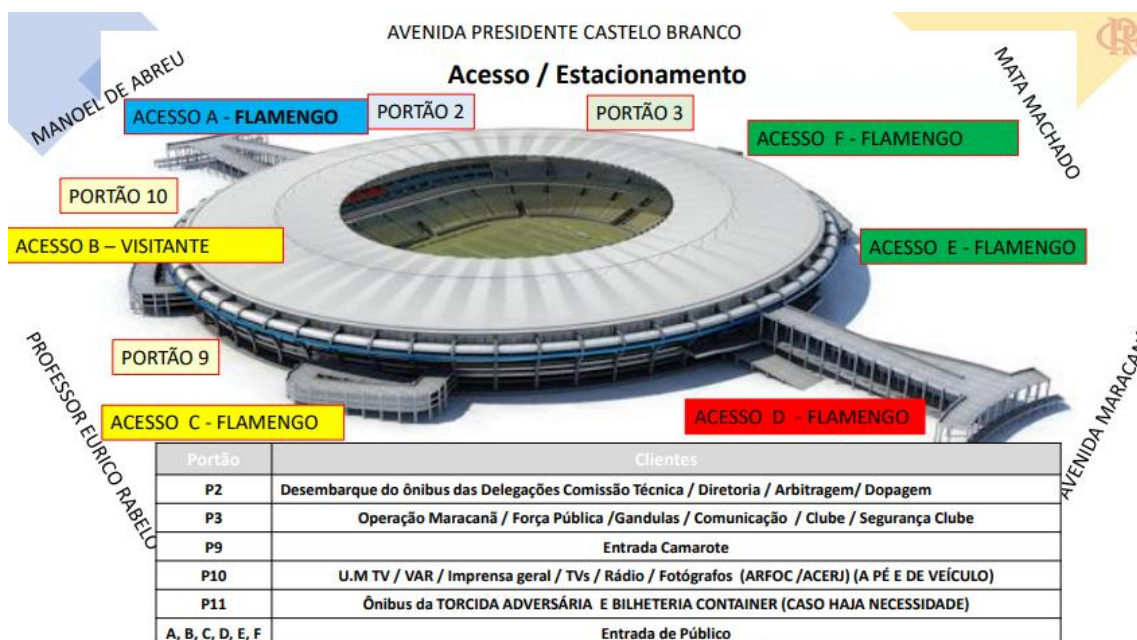 AVENIDA PRESIDENTE CASTELO BRANCO
Acesso / Estacionamento
MANOEL DE ABREU
MATA MACHADO
ACESSO A - FLAMENGO
PORTÃO 2
PORTÃO 3
ACESSO F - FLAMENGO
PORTÃO 10
ACESSO B – VISITANTE
ACESSO E - FLAMENGO
PORTÃO 9
PROFESSOR EURICO RABELO
AVENIDA MARACANÃ
ACESSO C - FLAMENGO
ACESSO D - FLAMENGO
Portão Clientes
P2 Desembarque do ônibus das Delegações Comissão Técnica / Diretoria / Arbitragem/ Dopagem
P3 Operação Maracanã / Força Pública /Gandulas / Comunicação / Clube / Segurança Clube
P9 Entrada Camarote
P10 U.M TV / VAR / Imprensa geral / TVs / Rádio / Fotógrafos (ARFOC /ACERJ) (A PÉ E DE VEÍCULO)
P11 Ônibus da TORCIDA ADVERSÁRIA E BILHETERIA CONTAINER (CASO HAJA NECESSIDADE)
A, B, C, D, E, F Entrada de Público